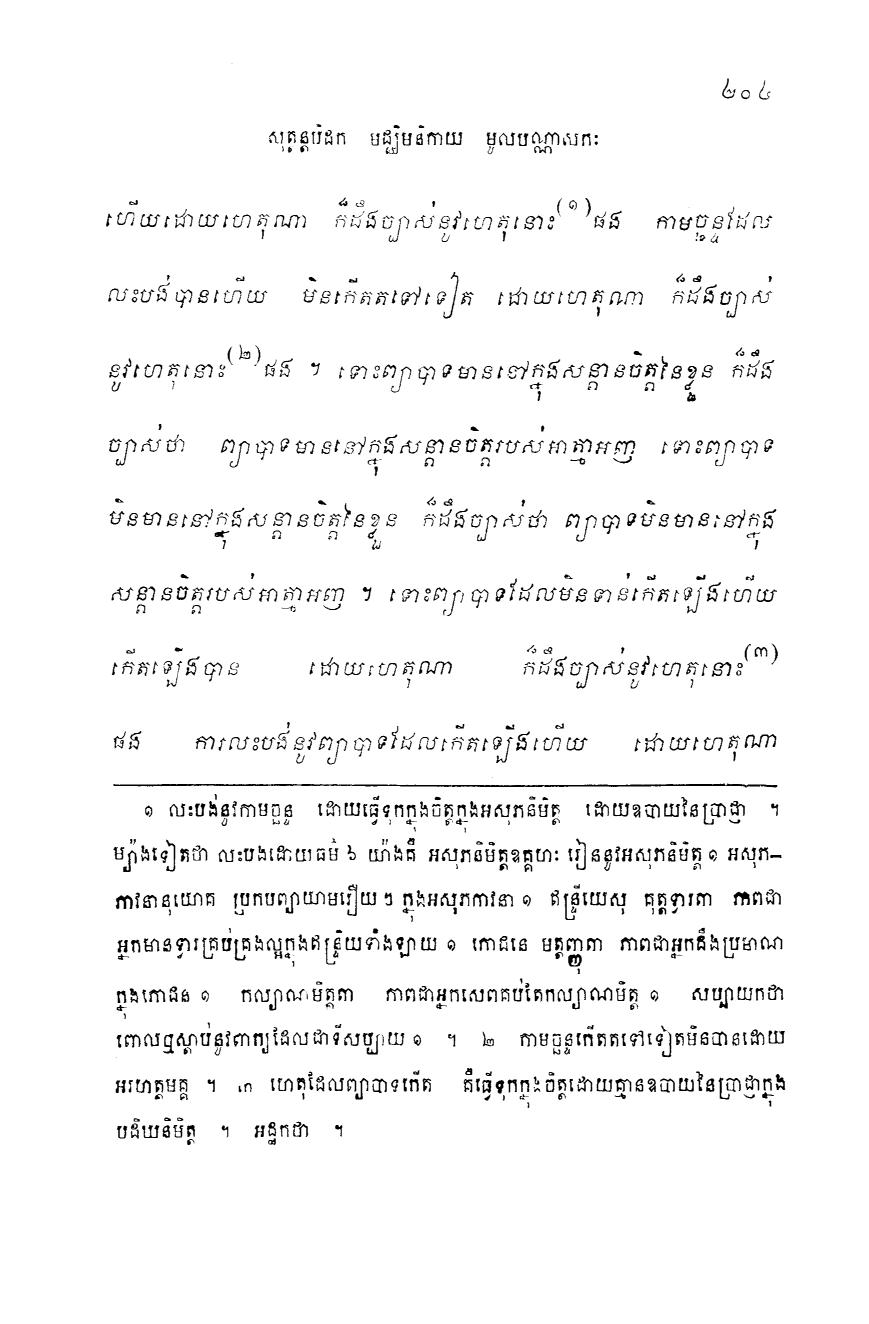 ២០៤
សុត្តន្តបិដក មជ្ឈិមនិកាយ មូលបណ្ណាសកៈ
ហើយដោយហេតុណា ក៏ដឹងច្បាស់នូវហេតុនោះ(១)ផង កាមច្ឆន្ទដែល
លះបង់បានហើយ មិនកើតតទៅទៀត ដោយហេតុណា ក៏ដឹងច្បាស់
នូវហេតុនោះ(២)ផង ។ ទោះព្យាបាទមាននៅក្នុងសន្តានចិត្តនៃខ្លួន ក៏ដឹង
ច្បាស់ថា ព្យាបាទមាននៅក្នុងសន្តានចិត្តរបស់អាត្មាអញ ទោះព្យាបាទ
មិនមាននៅក្នុងសន្តានចិត្តនៃខ្លួន ក៏ដឹងច្បាស់ថា ព្យាបាទមិនមាននៅក្នុង
សន្តានចិត្តរបស់អាត្មាអញ ។ ទោះព្យាបាទដែលមិនទាន់កើតឡើងហើយ
កើតឡើងបាន ដោយហេតុណា ក៏ដឹងច្បាស់នូវហេតុនោះ(៣)
ផង ការលះបង់នូវព្យាបាទដែលកើតឡើងហើយ ដោយហេតុណា
១ លះបង់នូវកាមច្ឆន្ទ ដោយធ្វើទុកក្នុងចិត្តក្នុងអសុភនិមិត្ត ដោយឧបាយនៃប្រាជ្ញា ។
ម្យ៉ាងទៀតថា លះបងដោយធម៌ ៦ យ៉ាងគឺ អសុភនិមិត្តឧគ្គហៈ រៀននូវអសុភនិមិត្ត ១ អសុភ-
ភាវនានុយោគ ប្រកបព្យាយាមរឿយៗ ក្នុងអសុភភាវនា ១ ឥន្ទ្រីយេសុ គុត្តទ្វារតា ភាពជា
អ្នកមានទ្វារគ្រប់គ្រងល្អក្នុងឥន្ទ្រិយទាំងឡាយ ១ ភោជនេ មត្តញ្ញុតា ភាពជាអ្នកដឹងប្រមាណ
ក្នុងភោជន ១ កល្យាណមិត្តតា ភាពជាអ្នកសេពគប់តែកល្យាណមិត្ត ១ សប្បាយកថា
ពោលឮស្តាប់នូវពាក្យដែលជាទីសប្បាយ ១ ។ ២ កាមច្ឆន្ទកើតតទៅទៀតមិនបានដោយ
អរហត្តមគ្គ ។ ៣ ហេតុដែលព្យាបាទកើត គឺធ្វើទុកក្នុងចិត្តដោយគ្មានឧបាយនៃប្រាជ្ញាក្នុង
បដិឃនិមិត្ត ។ អដ្ឋកថា ។